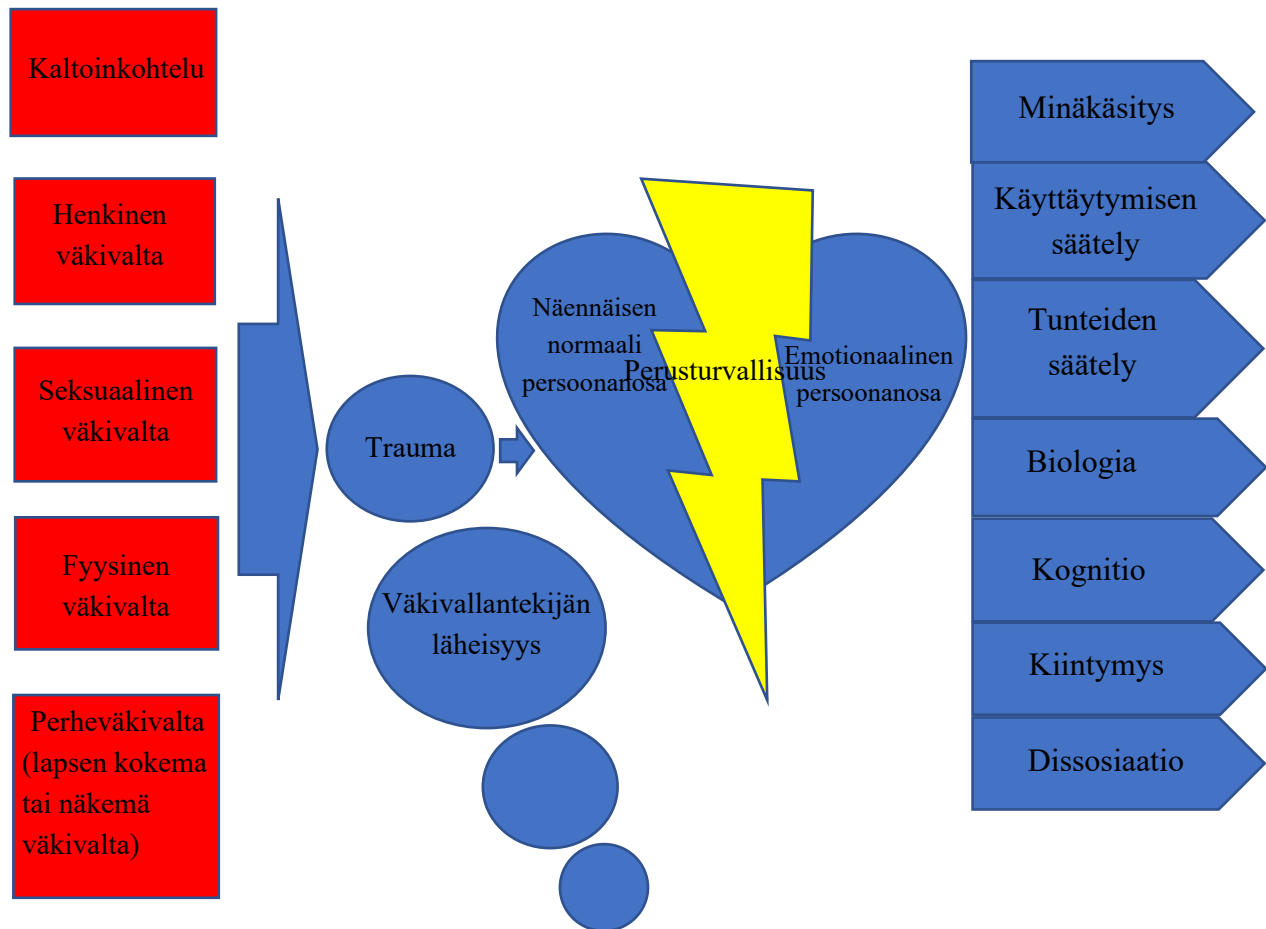 Kaltoinkohtelu
Henkinen
väkivalta
Seksuaalinen
väkivalta
Fyysinen
väkivalta
Perheväkivalta
(lapsen kokema
tai näkemä
väkivalta)
Trauma
Väkivallantekijän
läheisyys
Näennäisen
normaali
persoonanosa
Perusturvallisuus
Emotionaalinen
persoonanosa
Minäkäsitys
Käyttäytymisen
säätely
Tunteiden
säätely
Biologia
Kognitio
Kiintymys
Dissosiaatio